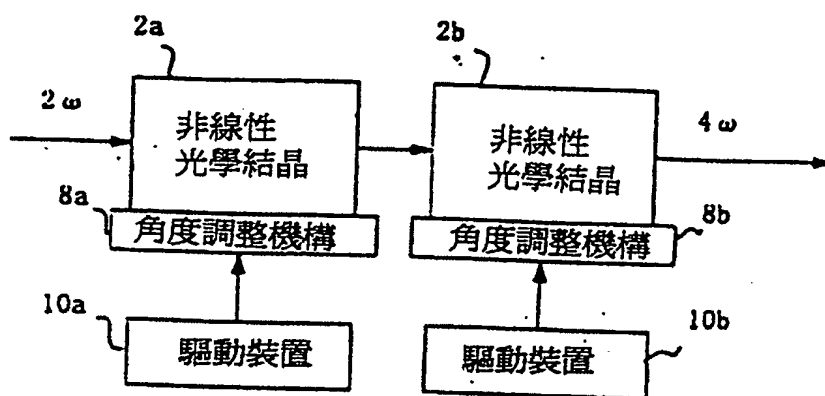 2a
2b
2ω
4ω
非線性
光學結晶
非線性
光學結晶
8a
8b
角度調整機構
角度調整機構
10a
10b
驅動裝置
驅動裝置